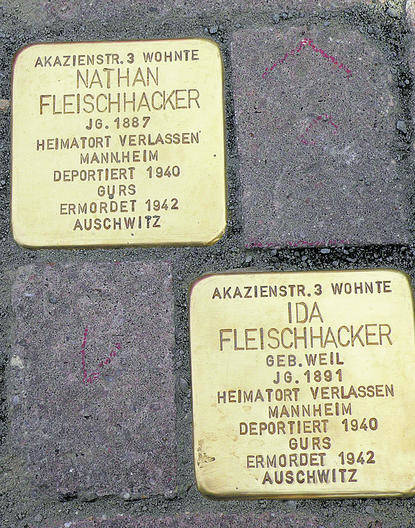 AKAZIENSTR. 3 WOHNTE
NATHAN
FLEISCHHACKER
JG. 1887
HEIMATORT VERLASSEN
MANNHEIM
DEPORTIERT 1940
GURS
ERMORDET 1942
AUSCHWITZ
AKAZIENSTR. 3 WOHNTE
IDA
FLEISCHHACKER
GEB. WEIL
JG. 1891
HEIMATORT VERLASSEN
MANNHEIM
DEPORTIERT 1940
GURS
ERMORDET 1942
AUSCHWITZ